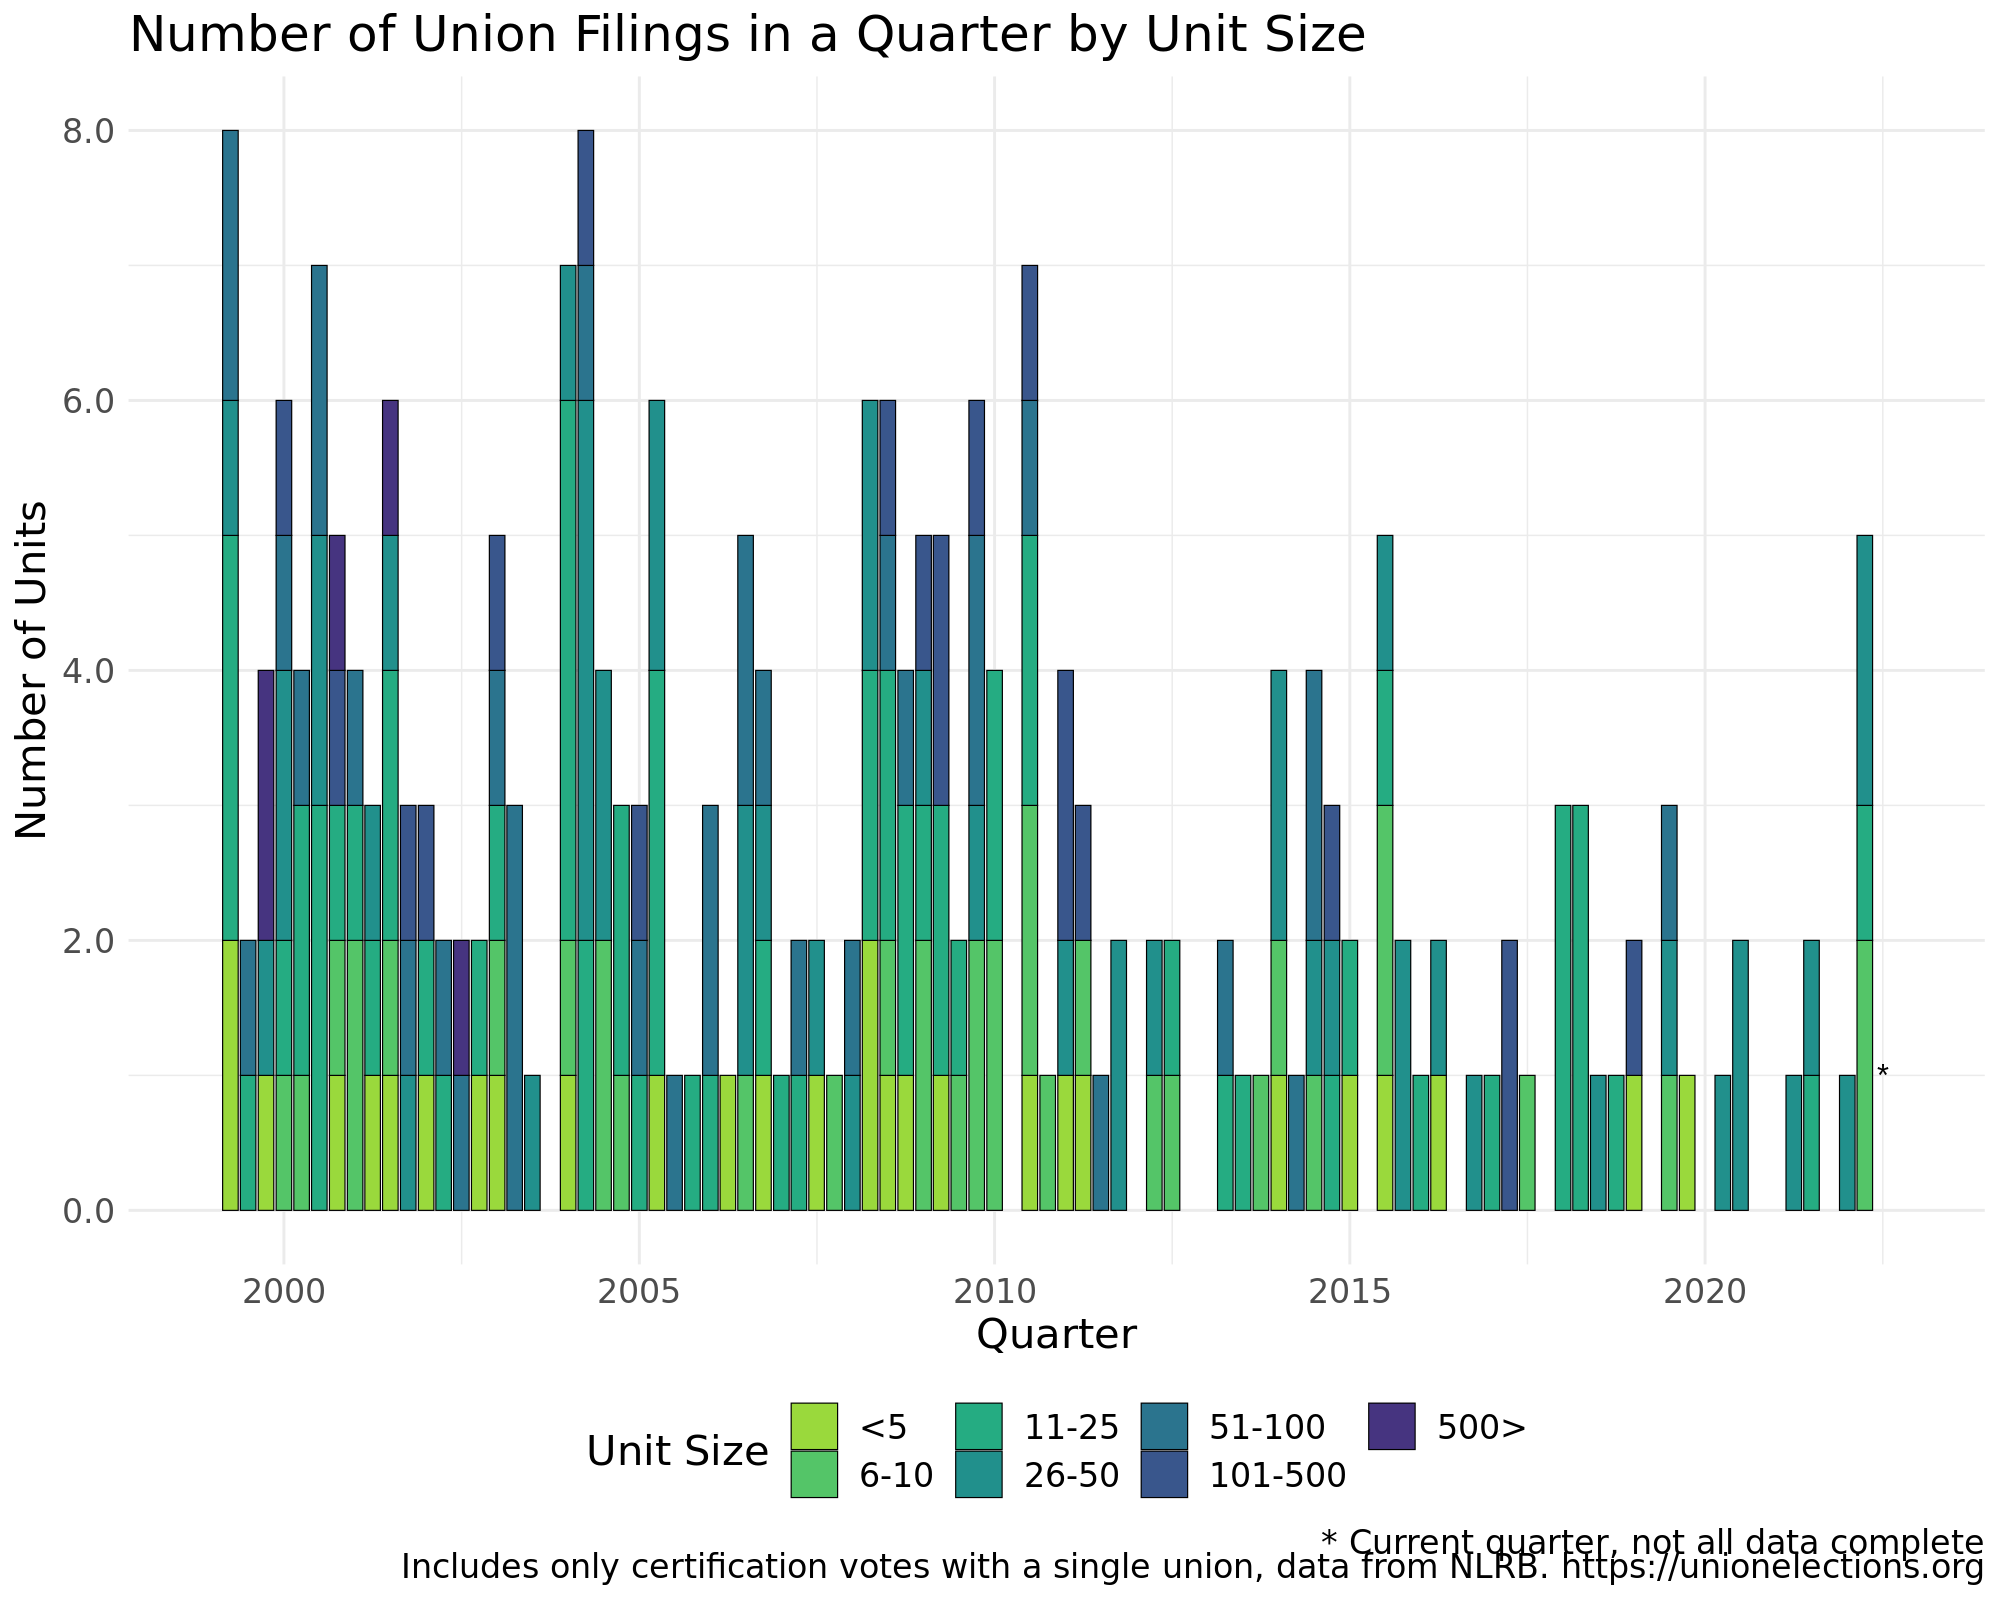 Number of Union Filings in a Quarter by Unit Size
Number of Units
8.0
6.0
4.0
2.0
0.0
*
2000 2005 2010 2015 2020
Quarter
Unit Size
<5 11-25 51-100 500>
6-10 26-50 101-500
* Current quarter, not all data complete
Includes only certification votes with a single union, data from NLRB. https://unionelections.org